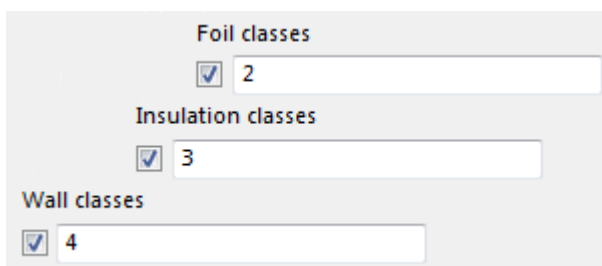 Foil classes
2
Insulation classes
3
Wall classes
4